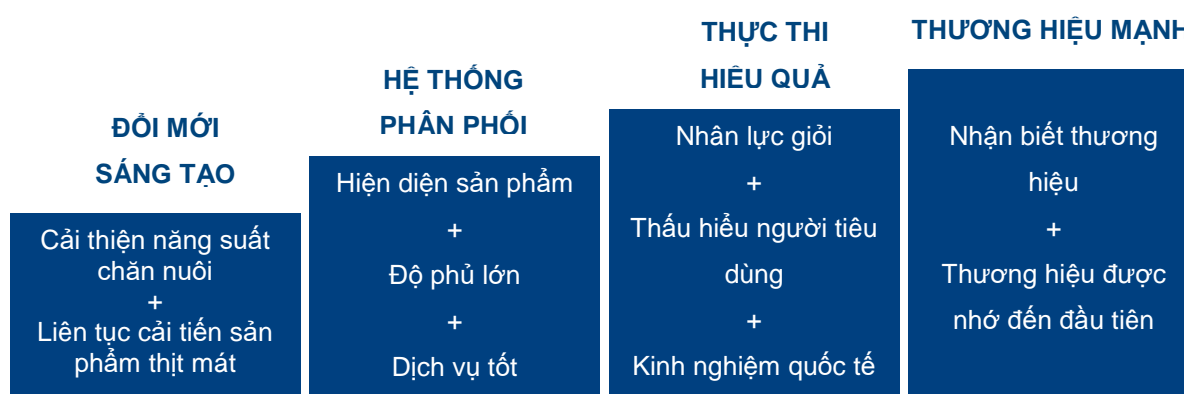 ĐỔI MỚI
SÁNG TẠO
Cải thiện năng suất
chăn nuôi
+
Liên tục cải tiến sản
phẩm thịt mát
HỆ THỐNG
PHÂN PHỐI
Hiện diện sản phẩm
+
Độ phủ lớn
+
Dịch vụ tốt
THỰC THI
HIỆU QUẢ
Nhân lực giỏi
+
Thấu hiểu người tiêu
dùng
+
Kinh nghiệm quốc tế
THƯƠNG HIỆU MẠNH
Nhận biết thương
hiệu
+
Thương hiệu được
nhớ đến đầu tiên